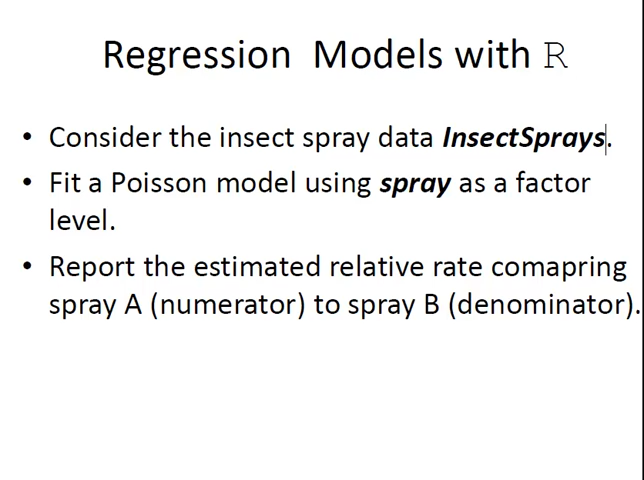 Regression Models with R
• Consider the insect spray data InsectSprays.
• Fit a Poisson model using spray as a factor
level.
• Report the estimated relative rate comapring
spray A (numerator) to spray B (denominator).